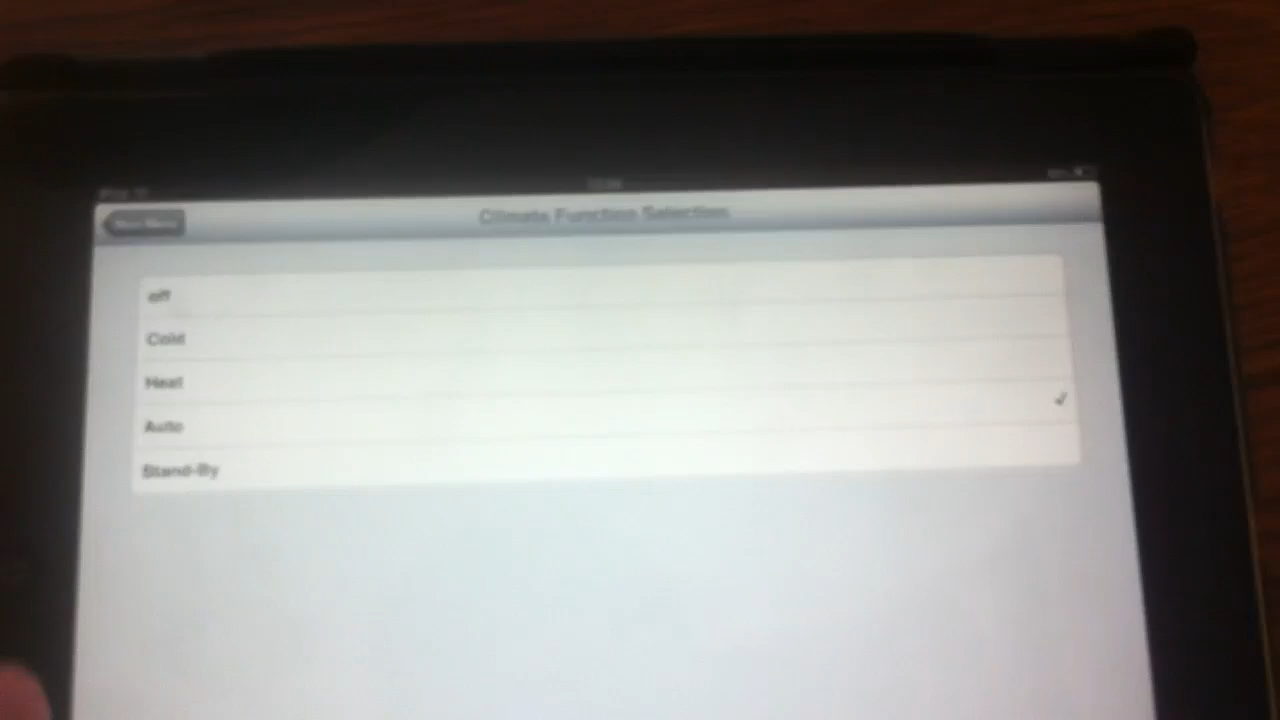 Climate Function Selection
off
Cold
Heat
Auto
Stand-By